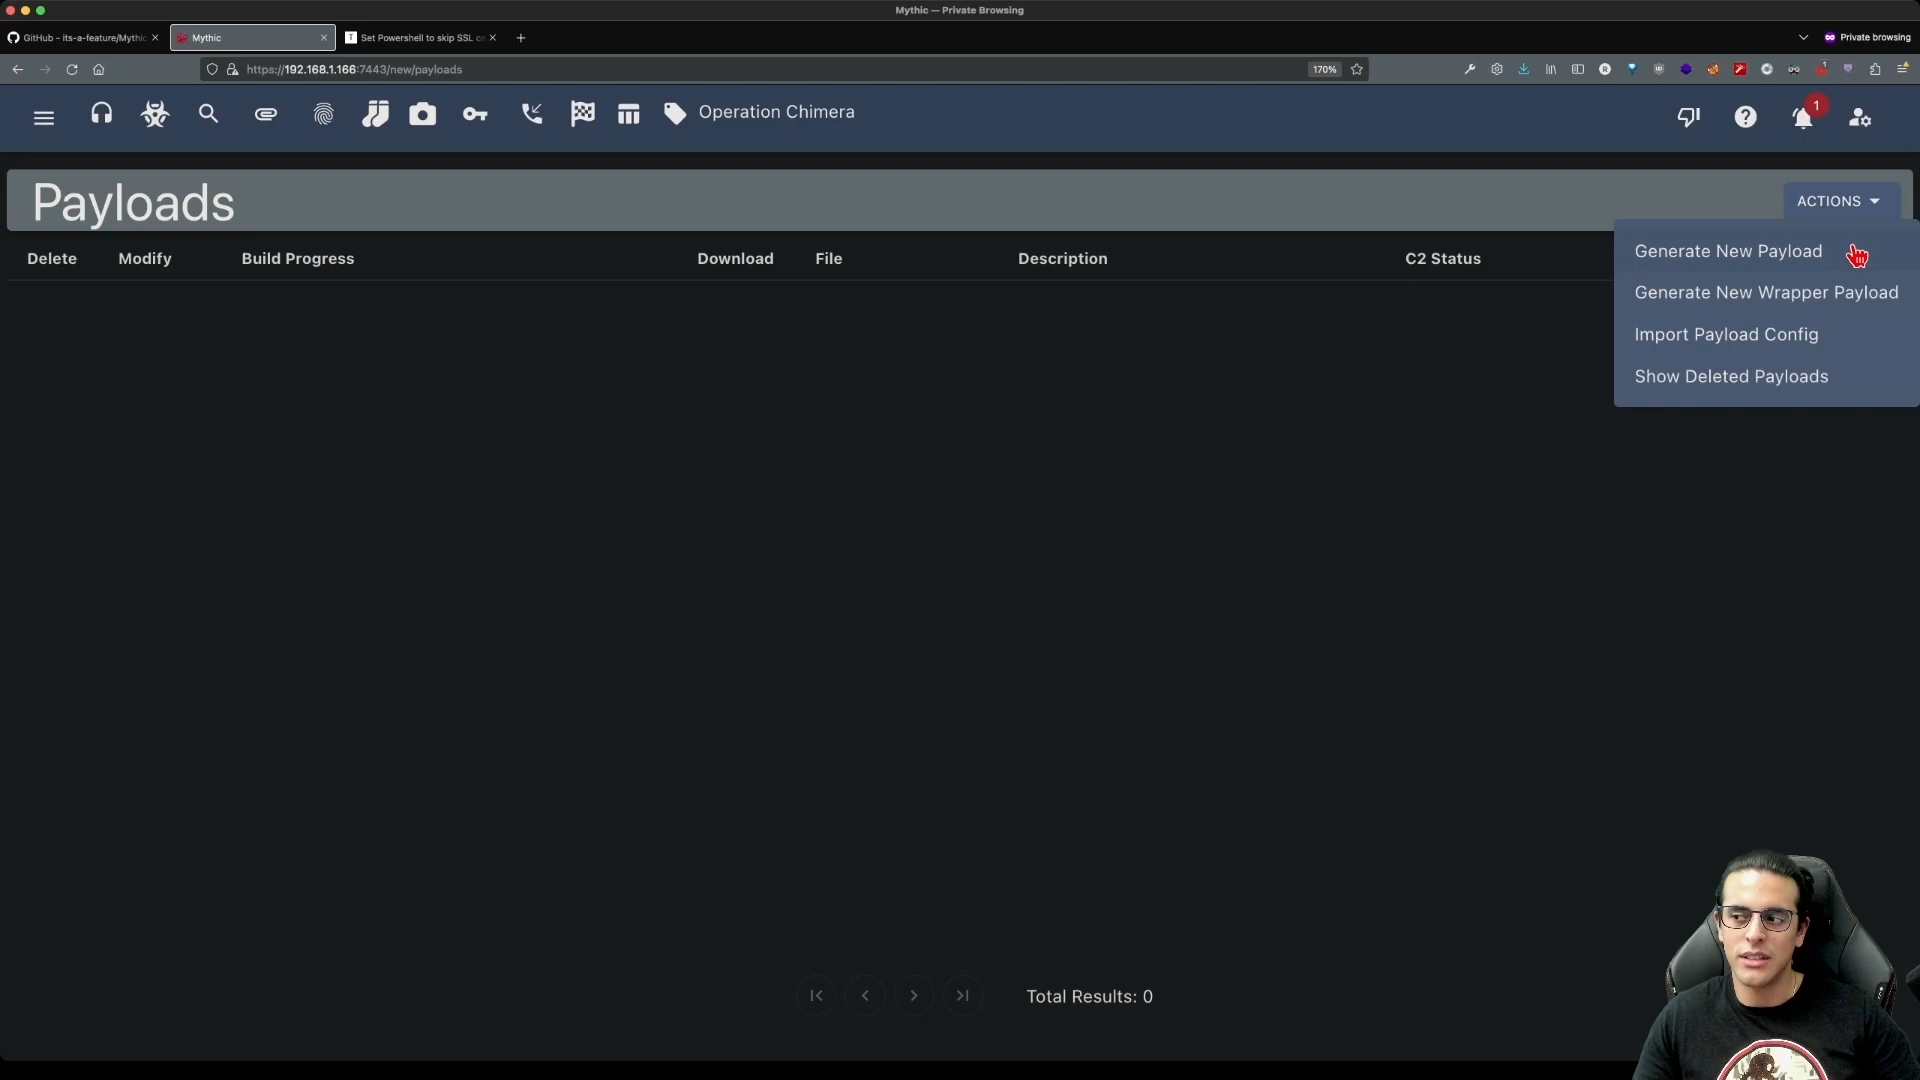 Mythic — Private Browsing
GitHub - its-a-feature/Mythic
Mythic
Set Powershell to skip SSL ce
Private browsing
https://192.168.1.166:7443/new/payloads
170%
Operation Chimera
1
Payloads
ACTIONS
Generate New Payload
Generate New Wrapper Payload
Import Payload Config
Show Deleted Payloads
Delete Modify Build Progress Download File Description C2 Status
Total Results: 0